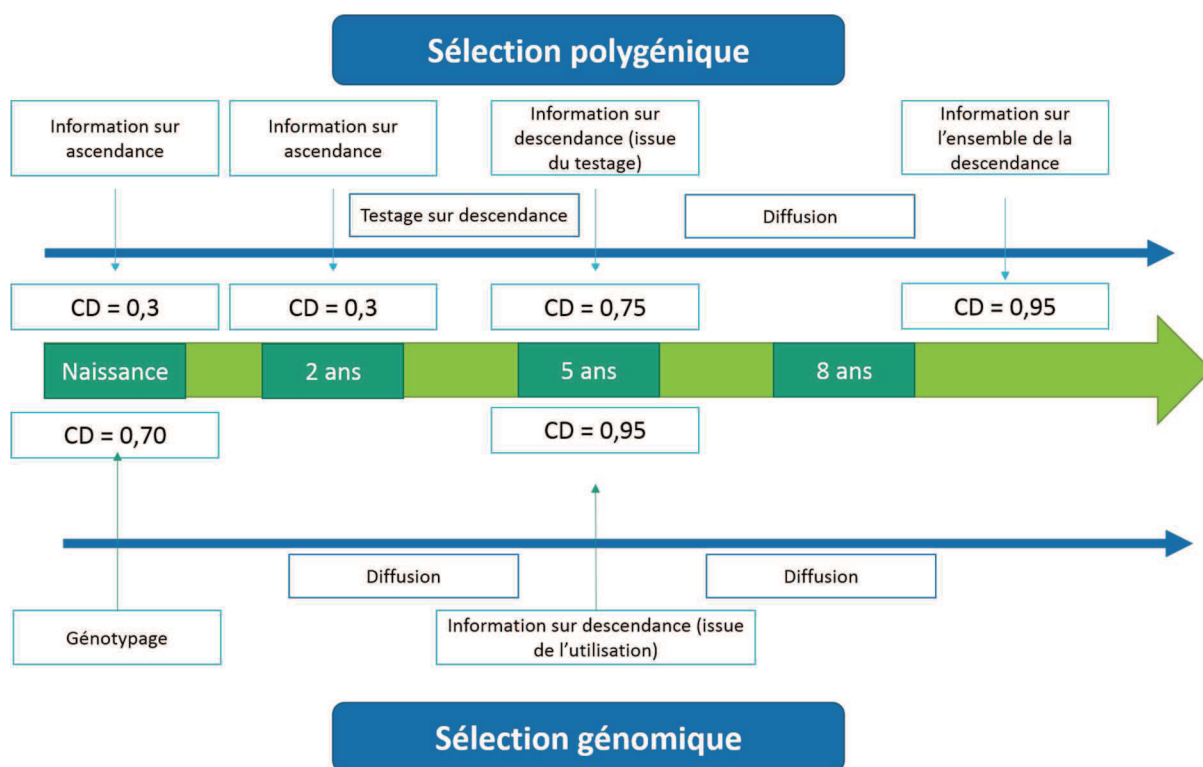 Sélection polygénique
Information sur
ascendance
Information sur
ascendance
Information sur
descendance (issue
du testage)
Information sur
l'ensemble de la
descendance
Testage sur descendance
Diffusion
CD = 0,3
CD = 0,3
CD = 0,75
CD = 0,95
Naissance
2 ans
5 ans
8 ans
CD = 0,70
CD = 0,95
Diffusion
Diffusion
Génotypage
Information sur descendance (issue
de l'utilisation)
Sélection génomique